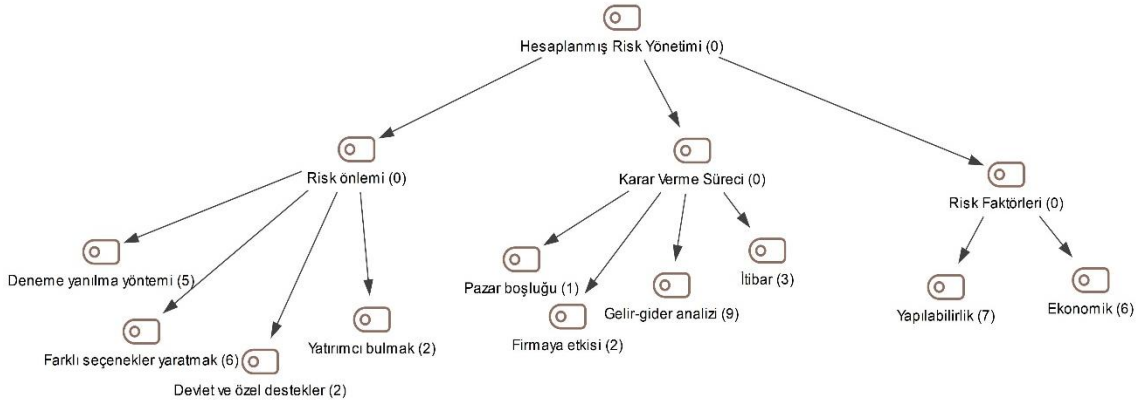 Hesaplanmış Risk Yönetimi (0)
Risk önlemi (0)
Karar Verme Süreci (0)
Risk Faktörleri (0)
Deneme yanılma yöntemi (5)
Farklı seçenekler yaratmak (6)
Devlet ve özel destekler (2)
Yatırımcı bulmak (2)
Pazar boşluğu (1)
Firmaya etkisi (2)
Gelir-gider analizi (9)
İtibar (3)
Yapılabilirlik (7)
Ekonomik (6)